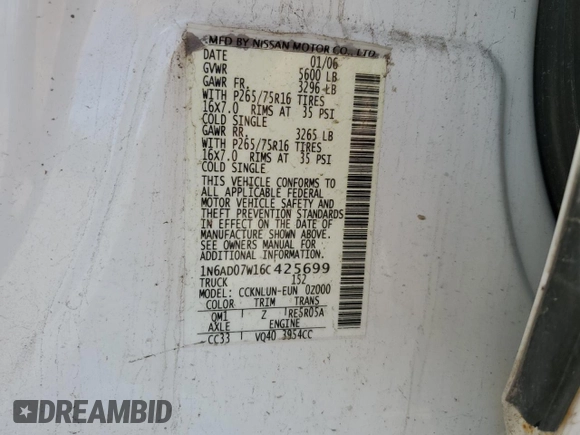 MFD BY NISSAN MOTOR CO., LTD
DATE 01/06
GVWR 5600 LB
GAWR FR. 3296 LB
WITH P265/75R16 TIRES
16x7.0 RIMS AT 35 PSI
COLD SINGLE
GAWR RR. 3265 LB
WITH P265/75R16 TIRES
16x7.0 RIMS AT 35 PSI
COLD SINGLE
THIS VEHICLE CONFORMS TO
ALL APPLICABLE FEDERAL
MOTOR VEHICLE SAFETY AND
THEFT PREVENTION STANDARDS
IN EFFECT ON THE DATE OF
MANUFACTURE SHOWN ABOVE.
SEE OWNERS MANUAL FOR
ADDITIONAL INFORMATION.
1N6AD07W16C425699
TRUCK 152
MODEL: CCKNLUN-EUN 02000
COLOR TRIM TRANS
QM1 Z RE5R05A
AXLE ENGINE
CC33 VQ40 3954CC
DREAMBID
DREAMBID